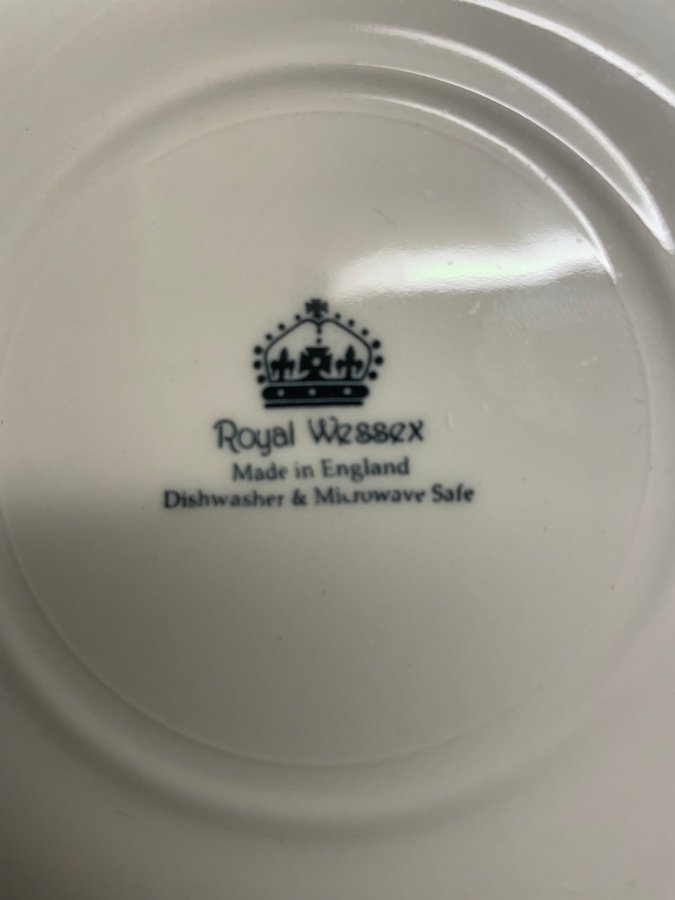 Royal Wessex
Made in England
Dishwasher & Microwave Safe